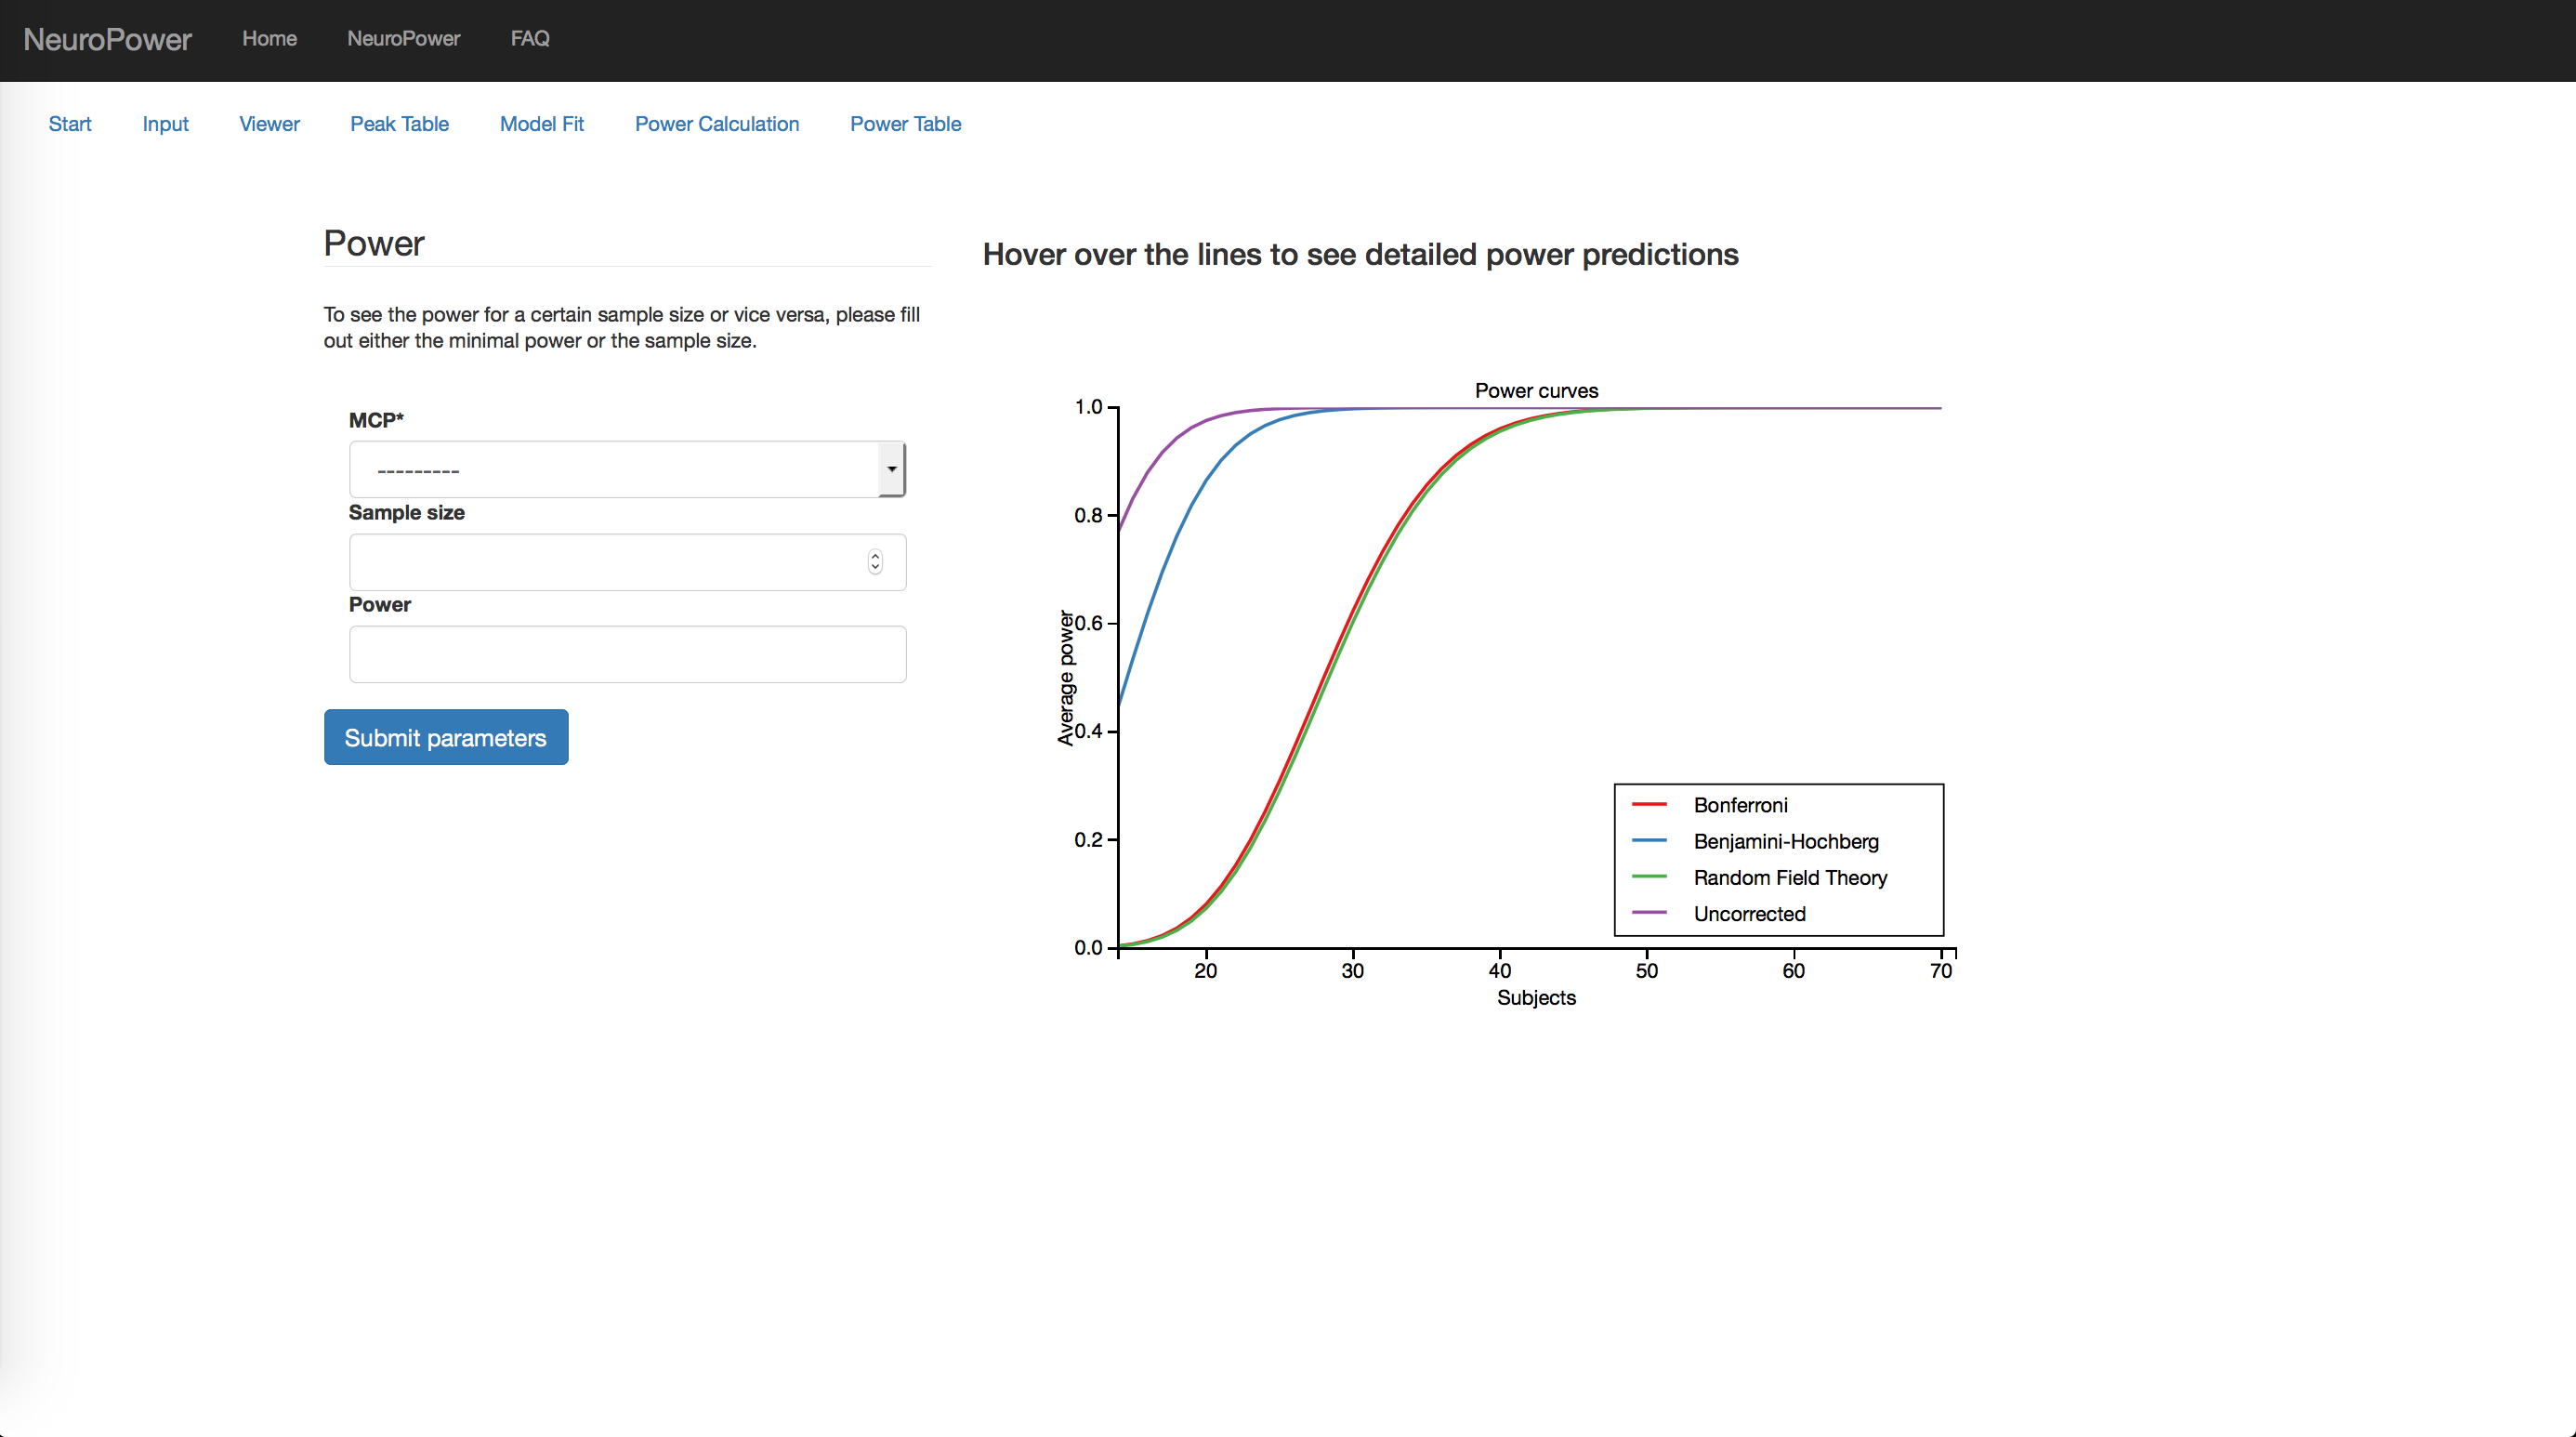 NeuroPower Home NeuroPower FAQ
Start Input Viewer Peak Table Model Fit Power Calculation Power Table
Power
To see the power for a certain sample size or vice versa, please fill
out either the minimal power or the sample size.
MCP*
---------
Sample size
Power
Submit parameters
Hover over the lines to see detailed power predictions
Power curves
1.0
0.8
0.6
0.4
0.2
0.0
Average power
20 30 40 50 60 70
Subjects
Bonferroni
Benjamini-Hochberg
Random Field Theory
Uncorrected